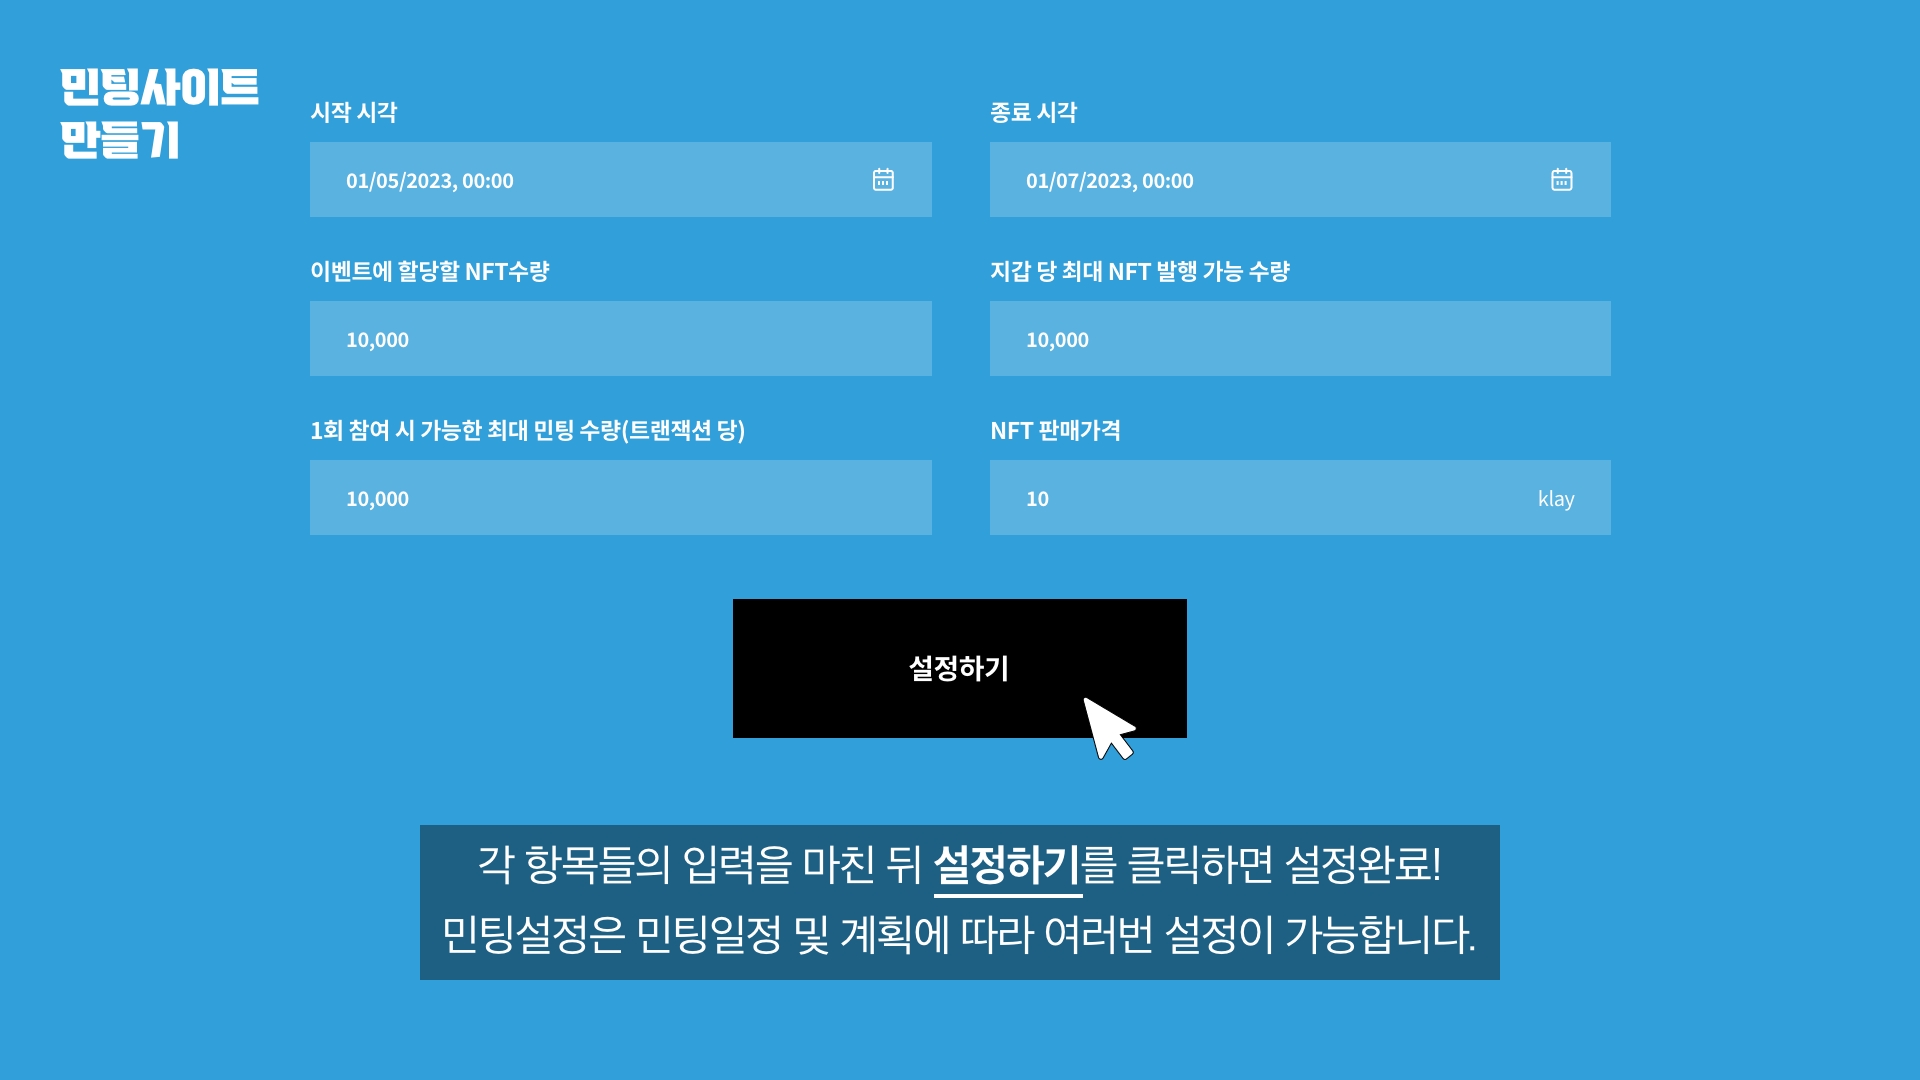 민팅사이트
만들기
시작 시각
종료 시각
01/05/2023, 00:00
01/07/2023, 00:00
이벤트에 할당할 NFT수량
지갑 당 최대 NFT 발행 가능 수량
10,000
10,000
1회 참여 시 가능한 최대 민팅 수량(트랜잭션 당)
NFT 판매가격
10,000
10 klay
설정하기
각 항목들의 입력을 마친 뒤 설정하기를 클릭하면 설정완료!
민팅설정은 민팅일정 및 계획에 따라 여러번 설정이 가능합니다.